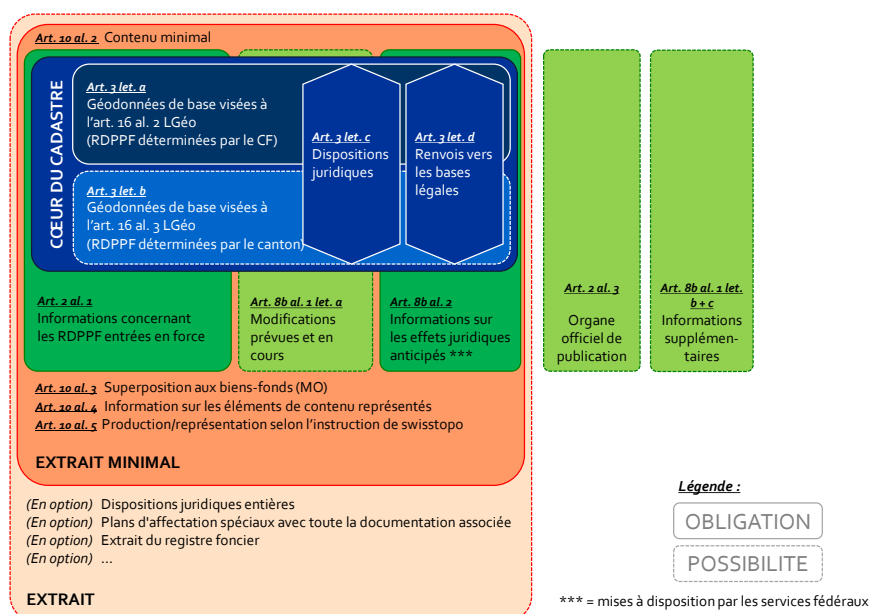 Art. 10 al. 2 Contenu minimal
CŒUR DU CADASTRE
Art. 3 let. a
Géodonnées de base visées à
l'art. 16 al. 2 LGéo
(RDPPF déterminées par le CF)
Art. 3 let. b
Géodonnées de base visées à
l'art. 16 al. 3 LGéo
(RDPPF déterminées par le canton)
Art. 3 let. c
Dispositions
juridiques
Art. 3 let. d
Renvois vers
les bases
légales
Art. 2 al. 1
Informations concernant
les RDPPF entrées en force
Art. 8b al. 1 let. a
Modifications
prévues et en
cours
Art. 8b al. 2
Informations sur
les effets juridiques
anticipés ***
Art. 2 al. 3
Organe
officiel de
publication
Art. 8b al. 1 let.
b + c
Informations
supplémen-
taires
Art. 10 al. 3 Superposition aux biens-fonds (MO)
Art. 10 al. 4 Information sur les éléments de contenu représentés
Art. 10 al. 5 Production/représentation selon l'instruction de swisstopo
EXTRAIT MINIMAL
(En option) Dispositions juridiques entières
(En option) Plans d'affectation spéciaux avec toute la documentation associée
(En option) Extrait du registre foncier
(En option) ...
EXTRAIT
Légende :
OBLIGATION
POSSIBILITE
*** = mises à disposition par les services fédéraux